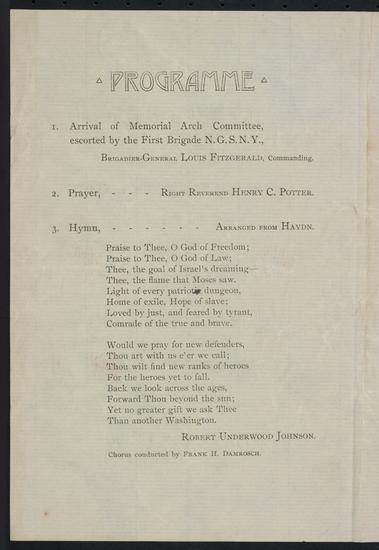 PROGRAMME
1. Arrival of Memorial Arch Committee,
escorted by the First Brigade N.G.S.N.Y.,
Brigadier-General Louis Fitzgerald, Commanding.
2. Prayer, - - - Right Reverend Henry C. Potter.
3. Hymn, - - - - - - Arranged from Haydn.
Praise to Thee, O God of Freedom;
Praise to Thee, O God of Law;
Thee, the goal of Israel's dreaming—
Thee, the flame that Moses saw.
Light of every patriot dungeon,
Home of exile, Hope of slave;
Loved by just, and feared by tyrant,
Comrade of the true and brave.
Would we pray for new defenders,
Thou art with us e'er we call;
Thou wilt find new ranks of heroes
For the heroes yet to fall.
Back we look across the ages,
Forward Thou beyond the sun;
Yet no greater gift we ask Thee
Than another Washington.
Robert Underwood Johnson.
Chorus conducted by Frank H. Damrosch.